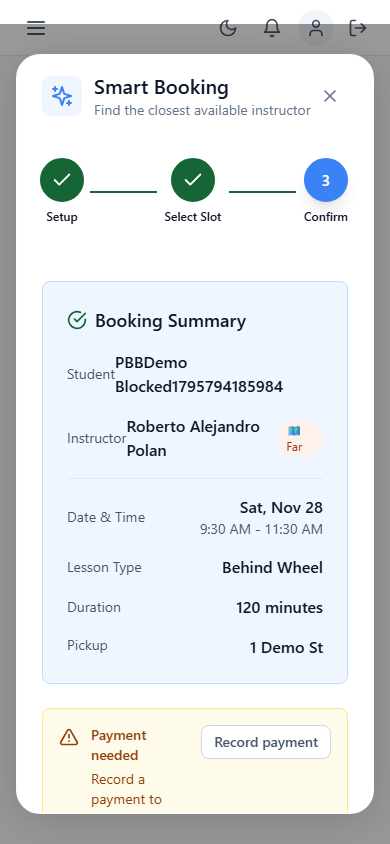 Smart Booking
Find the closest available instructor
3
Setup
Select Slot
Confirm
Booking Summary
Student
PBBDemo
Blocked1795794185984
Instructor
Roberto Alejandro
Polan
Far
Date & Time
Sat, Nov 28
9:30 AM - 11:30 AM
Lesson Type
Behind Wheel
Duration
120 minutes
Pickup
1 Demo St
Payment
needed
Record payment
Record a
payment to